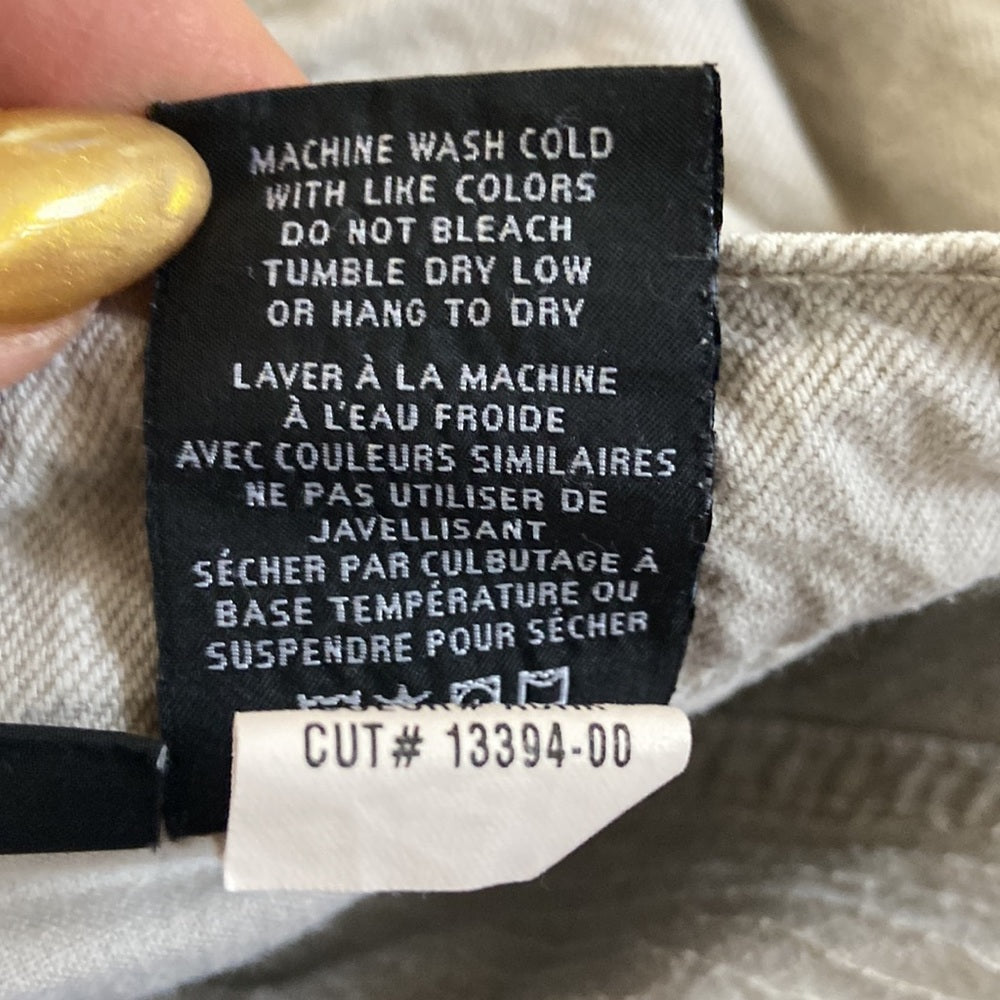 MACHINE WASH COLD
WITH LIKE COLORS
DO NOT BLEACH
TUMBLE DRY LOW
OR HANG TO DRY
LAVER À LA MACHINE
À L'EAU FROIDE
AVEC COULEURS SIMILAIRES
NE PAS UTILISER DE
JAVELLISANT
SÉCHER PAR CULBUTAGE À
BASE TEMPÉRATURE OU
SUSPENDRE POUR SÉCHER
CUT# 13394-00